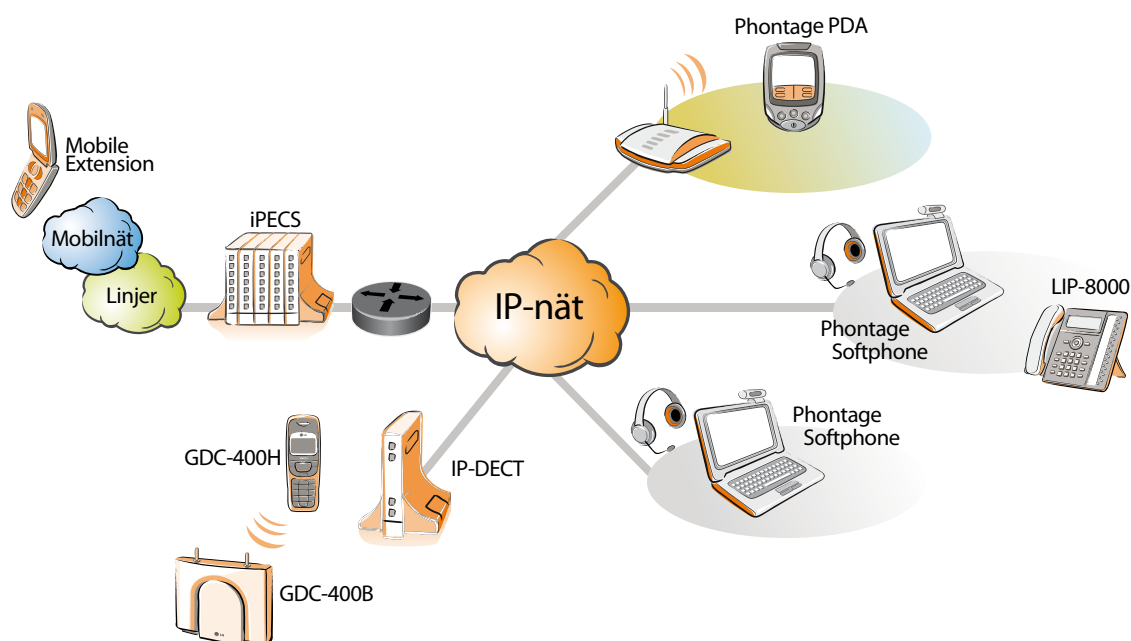 Phontage PDA
Mobile
Extension
iPECS
Mobilnät
Linjer
IP-nät
LIP-8000
Phontage
Softphone
Phontage
Softphone
GDC-400H
IP-DECT
GDC-400B